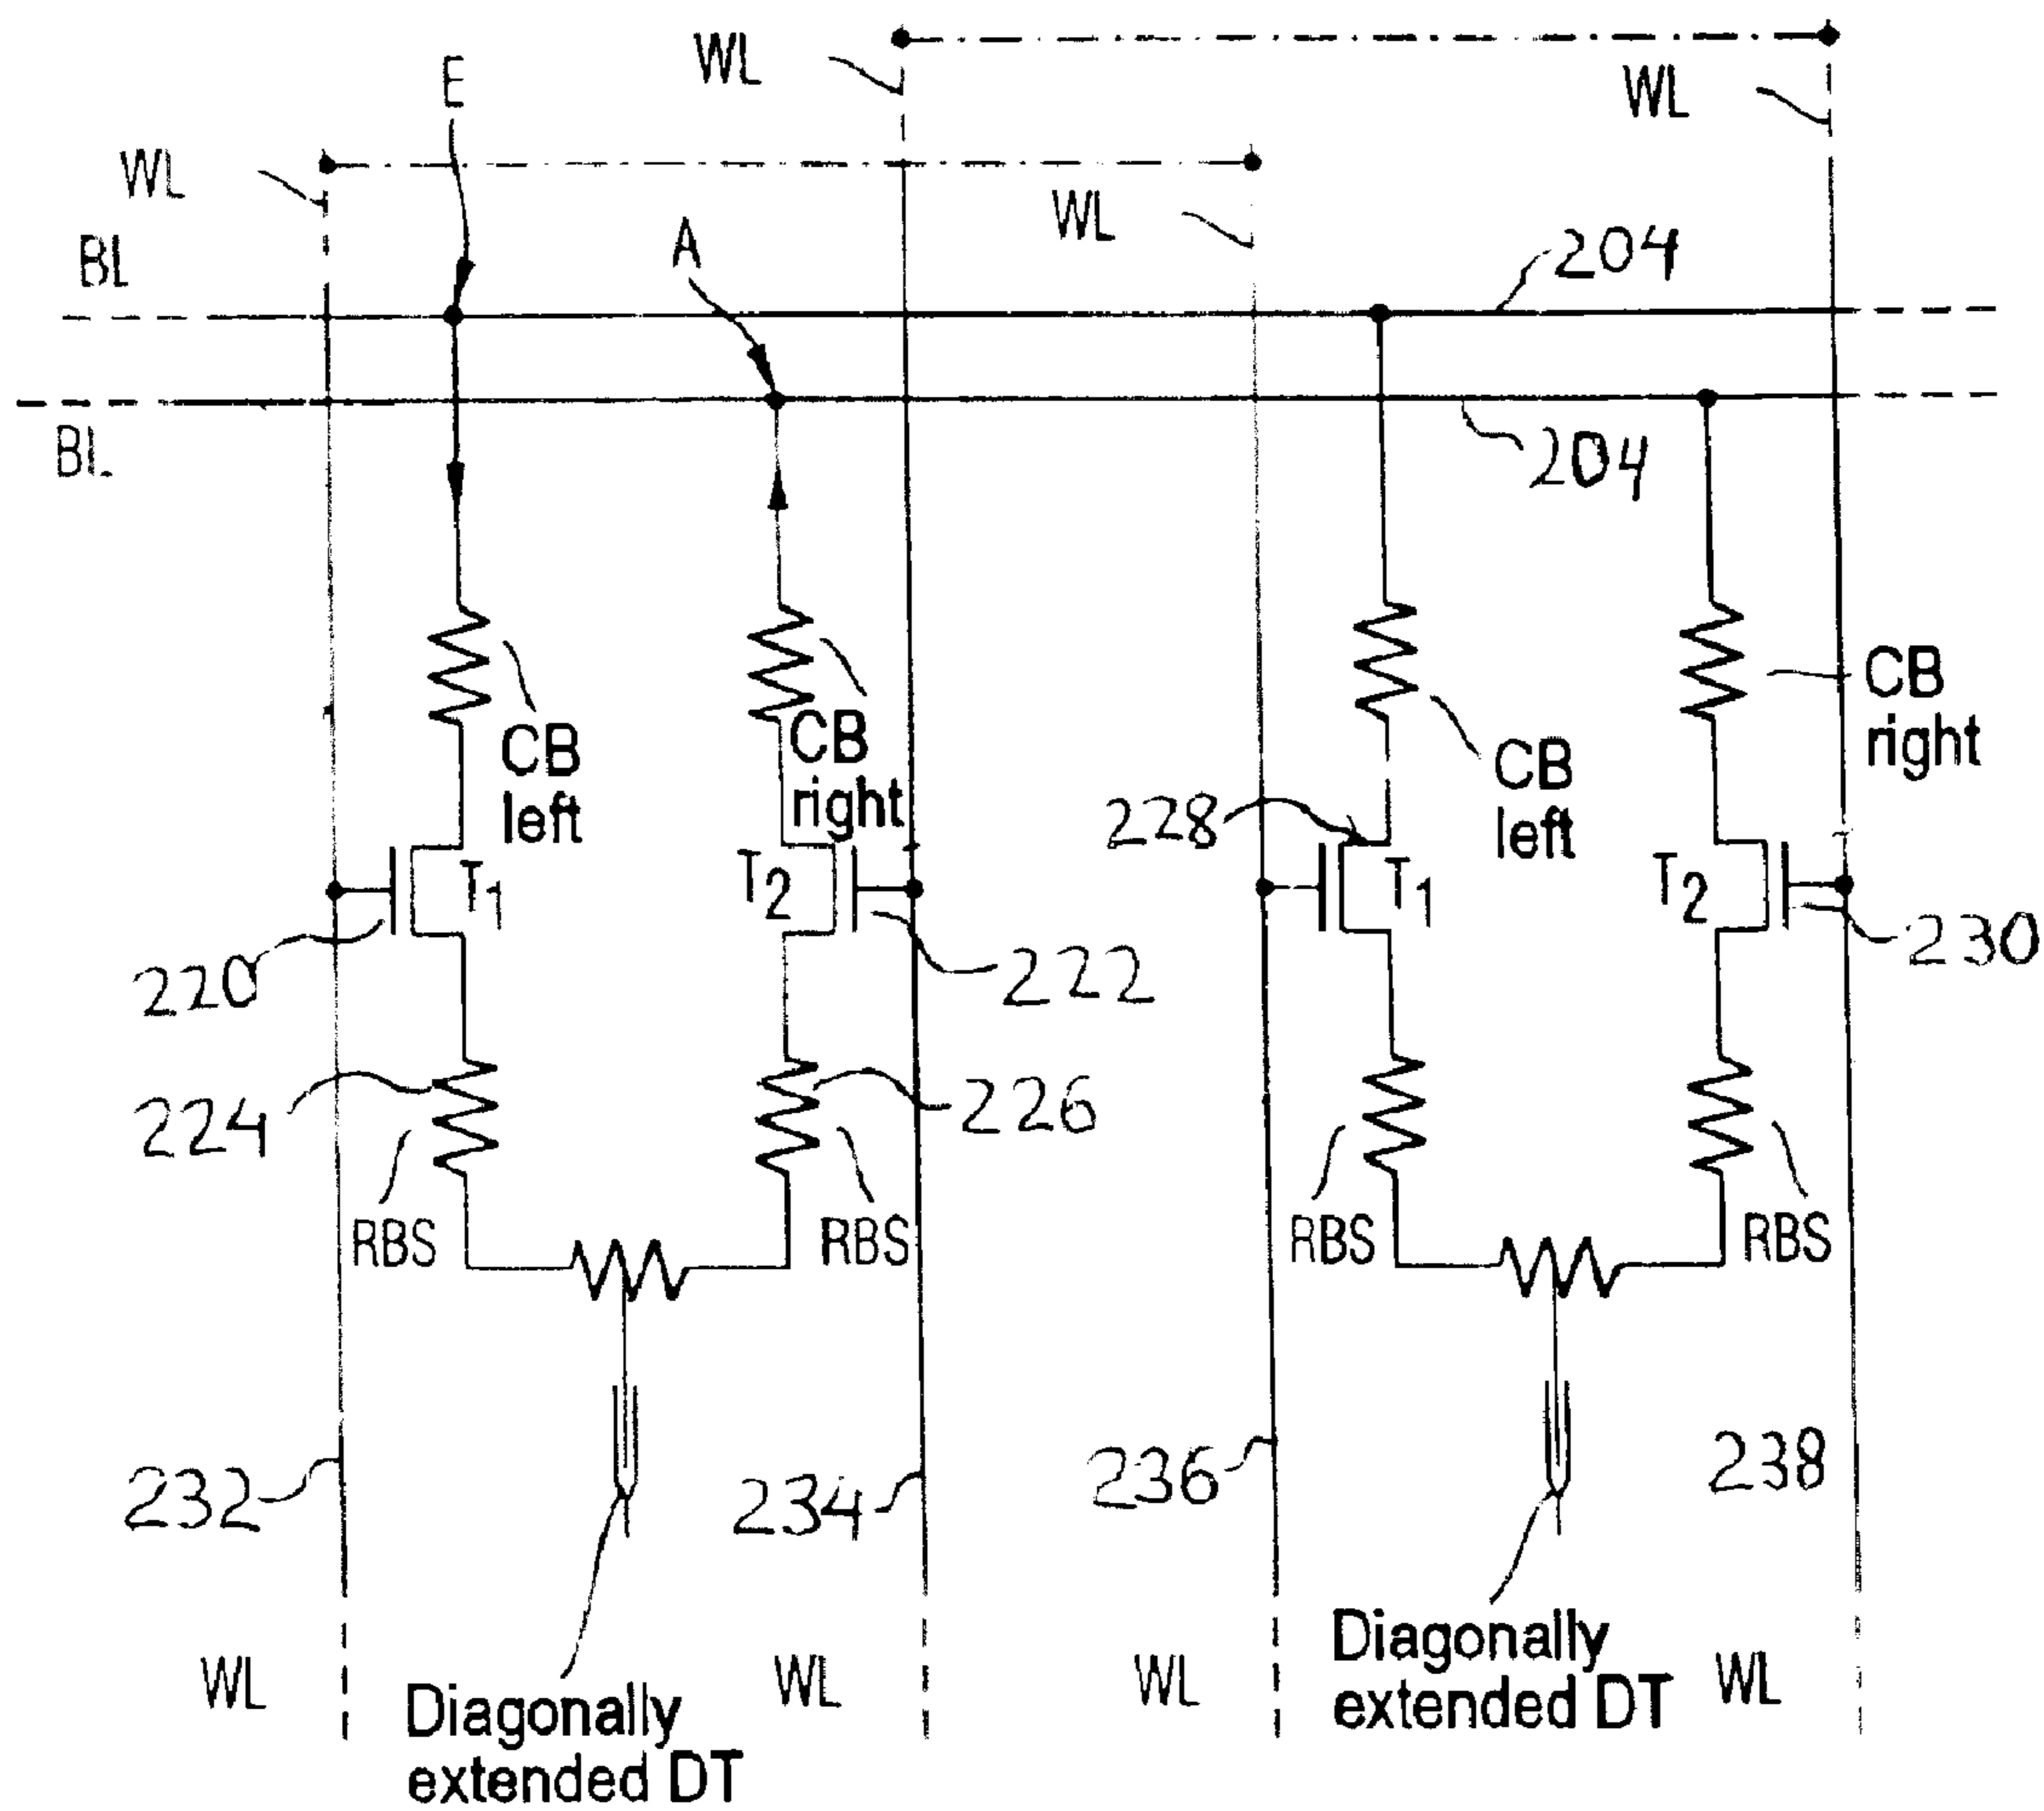 WL
E
WL
WL
WL
BL
A
204
BL
204
CB
left
CB
right
CB
left
CB
right
228
T1
T2
T1
T2
220
222
230
224
226
RBS
RBS
RBS
RBS
232
234
236
238
WL
WL
WL
WL
Diagonally
extended DT
Diagonally
extended DT